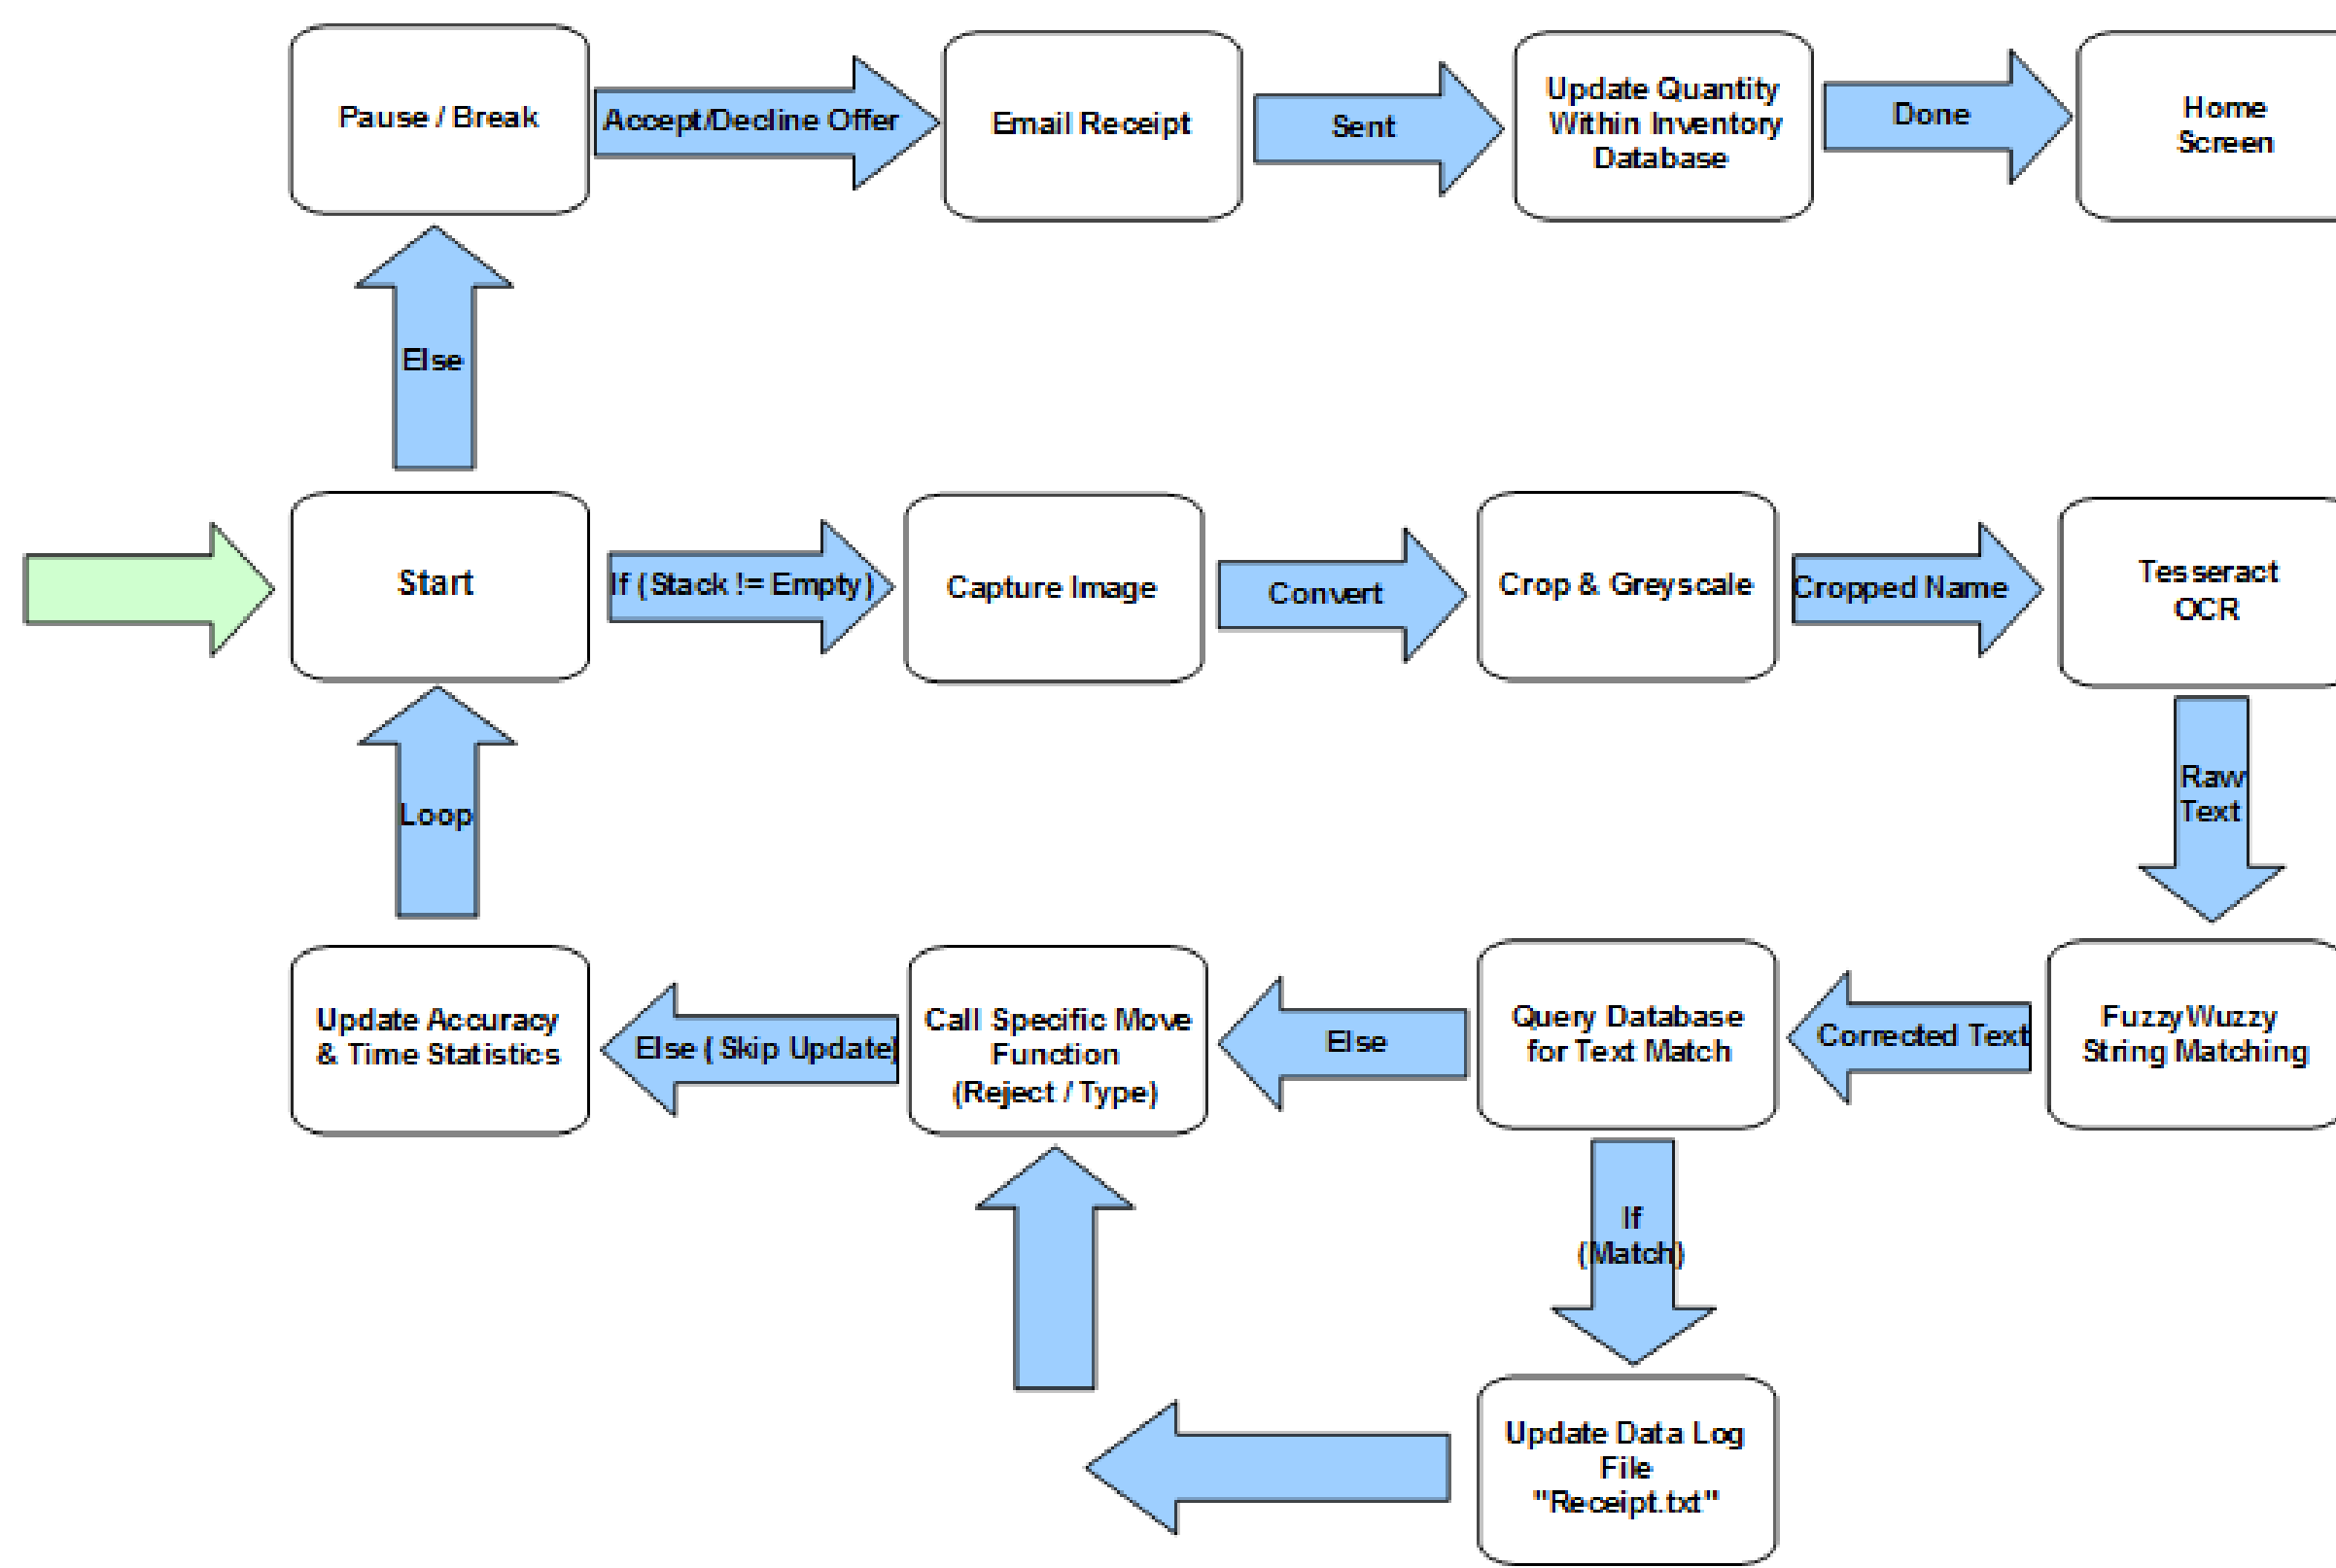 Pause / Break
Accept/Decline Offer
Email Receipt
Sent
Update Quantity
Within Inventory
Database
Done
Home
Screen
Else
Start
If (Stack != Empty)
Capture Image
Convert
Crop & Greyscale
Cropped Name
Tesseract
OCR
Raw
Text
Loop
Update Accuracy
& Time Statistics
Else ( Skip Update)
Call Specific Move
Function
(Reject / Type)
Else
Query Database
for Text Match
Corrected Text
FuzzyWuzzy
String Matching
If
(Match)
Update Data Log
File
"Receipt.txt"